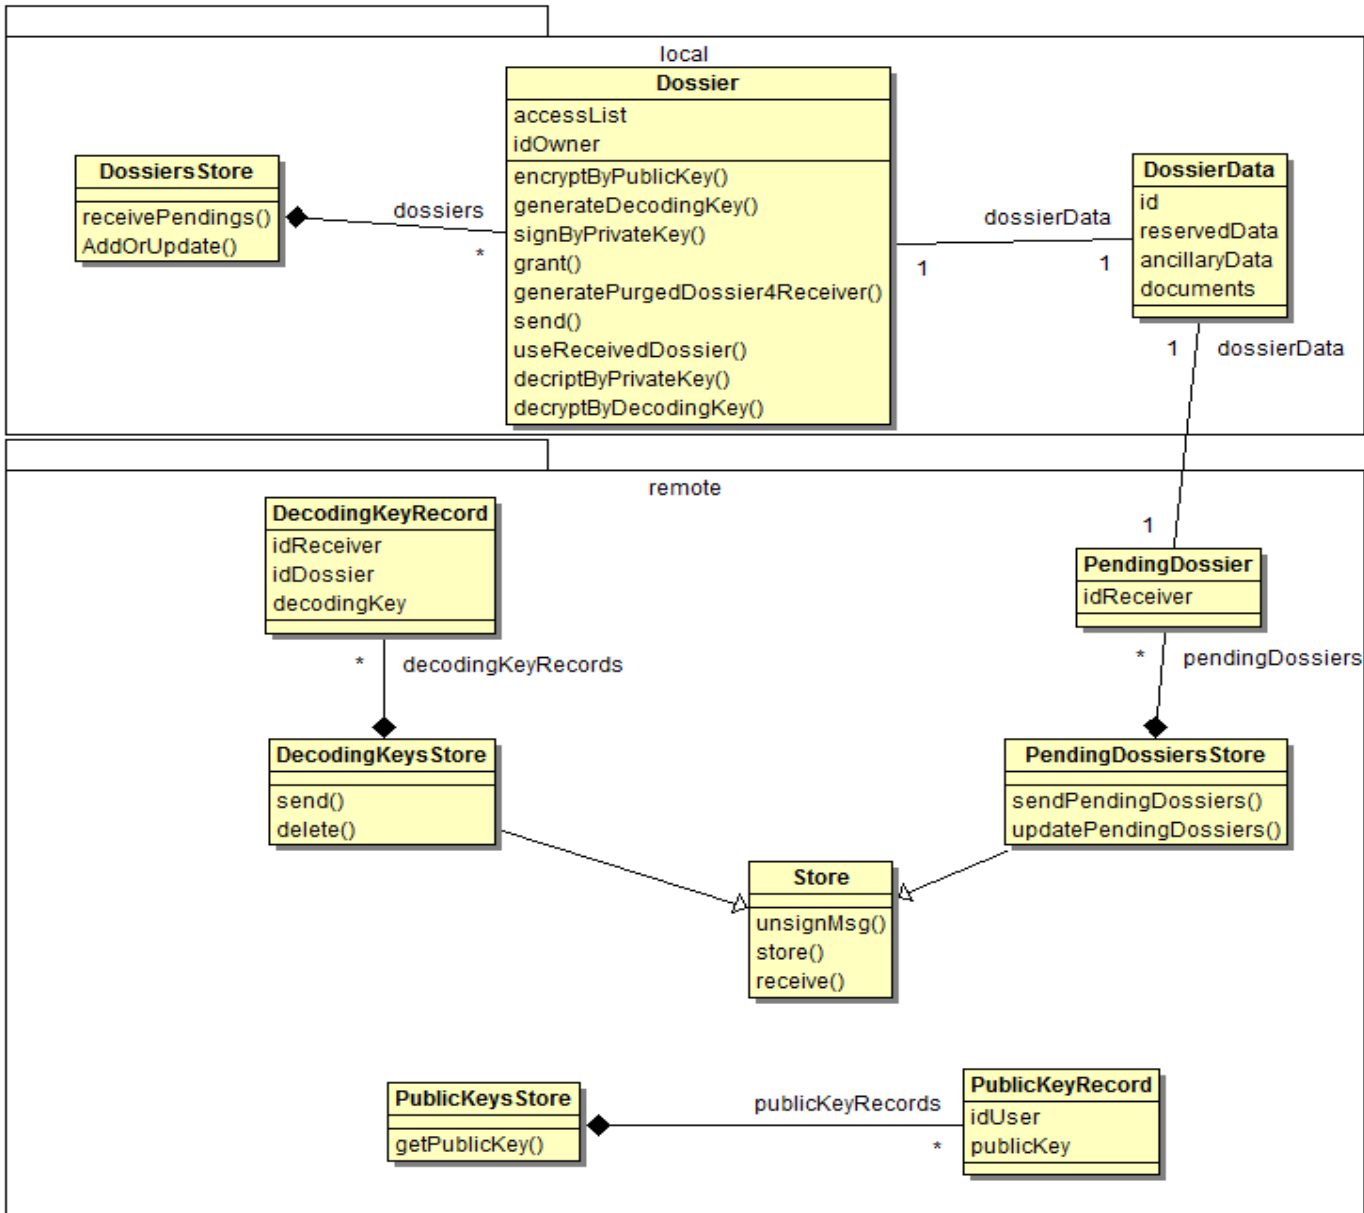 local
Dossier
accessList
idOwner
encryptByPublicKey()
generateDecodingKey()
signByPrivateKey()
grant()
generatePurgedDossier4Receiver()
send()
useReceivedDossier()
decriptByPrivateKey()
decryptByDecodingKey()
DossiersStore
receivePendings()
AddOrUpdate()
dossiers
*
dossierData
1
1
DossierData
id
reservedData
ancillaryData
documents
1
dossierData
remote
DecodingKeyRecord
idReceiver
idDossier
decodingKey
*
decodingKeyRecords
1
PendingDossier
idReceiver
*
pendingDossiers
DecodingKeysStore
send()
delete()
PendingDossiersStore
sendPendingDossiers()
updatePendingDossiers()
Store
unsignMsg()
store()
receive()
PublicKeysStore
getPublicKey()
publicKeyRecords
*
PublicKeyRecord
idUser
publicKey